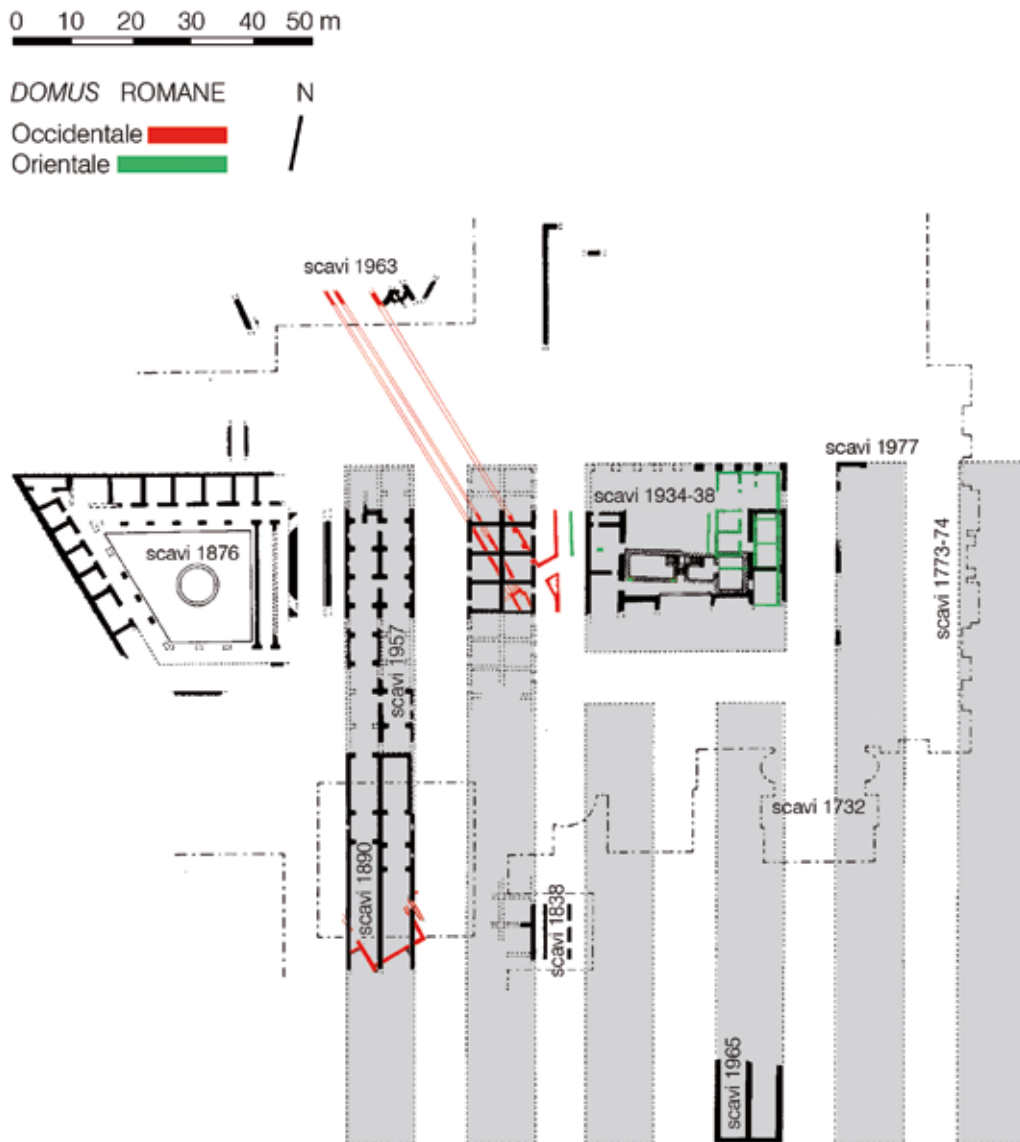 0 10 20 30 40 50 m
DOMUS ROMANE N
Occidentale
Orientale
scavi 1963
scavi 1977
scavi 1934-38
scavi 1876
scavi 1773-74
scavi 1957
scavi 1732
scavi 1890
scavi 1838
scavi 1965